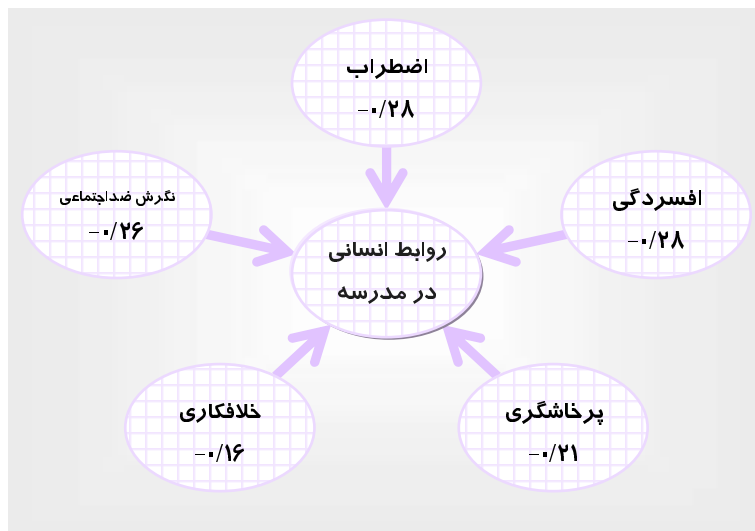 اضطراب
-۰/۲۸
افسردگی
-۰/۲۸
نگرش ضداجتماعی
-۰/۲۶
روابط انسانی
در مدرسه
پرخاشگری
-۰/۲۱
خلافکاری
-۰/۱۶